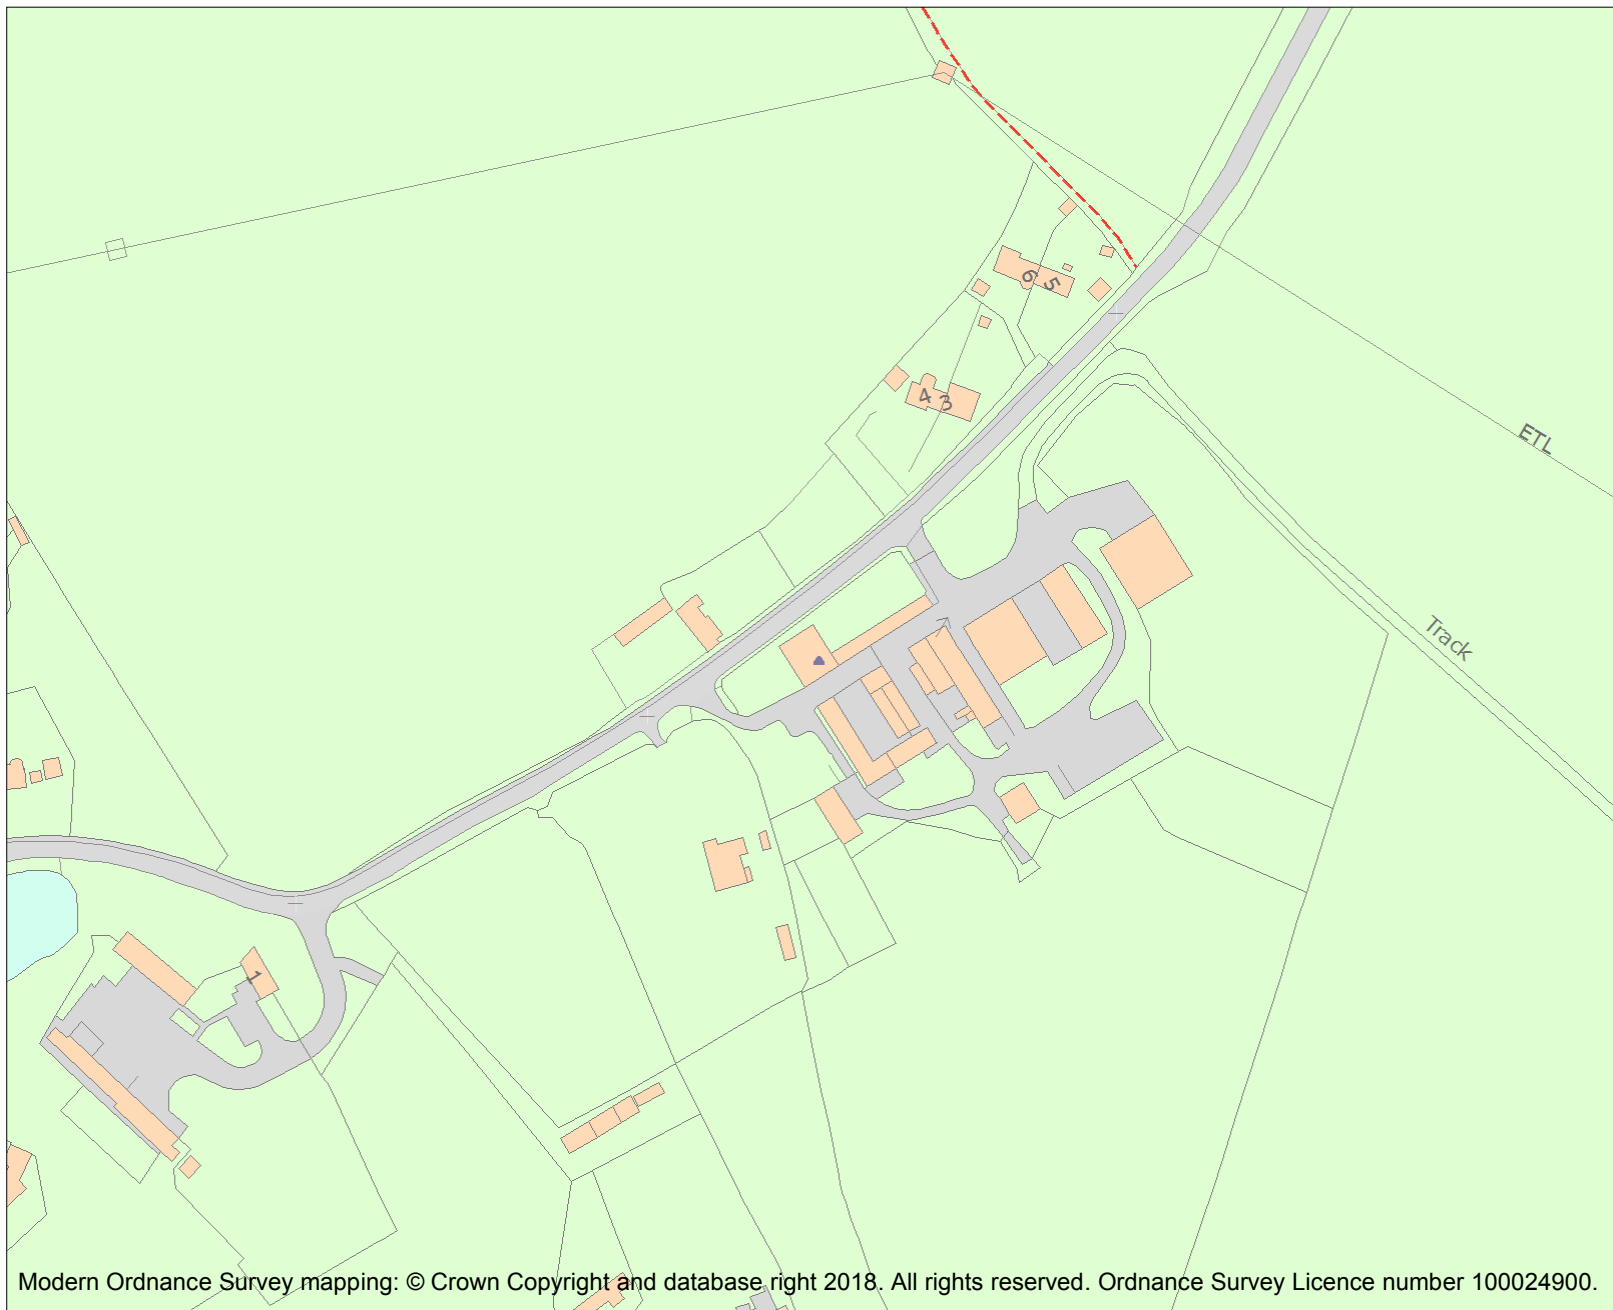 6 5
4 3
ETL
Track
1
Modern Ordnance Survey mapping: © Crown Copyright and database right 2018. All rights reserved. Ordnance Survey Licence number 100024900.